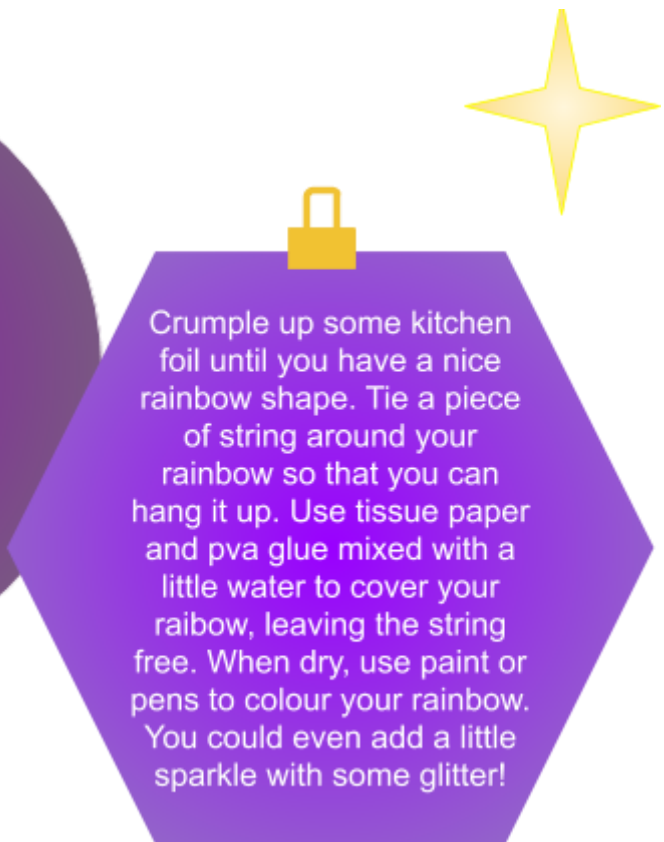 Crumple up some kitchen
foil until you have a nice
rainbow shape. Tie a piece
of string around your
rainbow so that you can
hang it up. Use tissue paper
and pva glue mixed with a
little water to cover your
raibow, leaving the string
free. When dry, use paint or
pens to colour your rainbow.
You could even add a little
sparkle with some glitter!